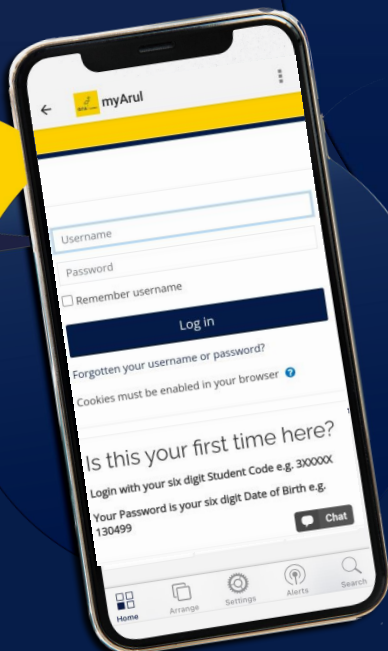 myArul
Username
Password
Remember username
Log in
Forgotten your username or password?
Cookies must be enabled in your browser
Is this your first time here?
Login with your six digit Student Code e.g. 3XXXXX
Your Password is your six digit Date of Birth e.g.
130499
Chat
Home
Arrange
Settings
Alerts
Search